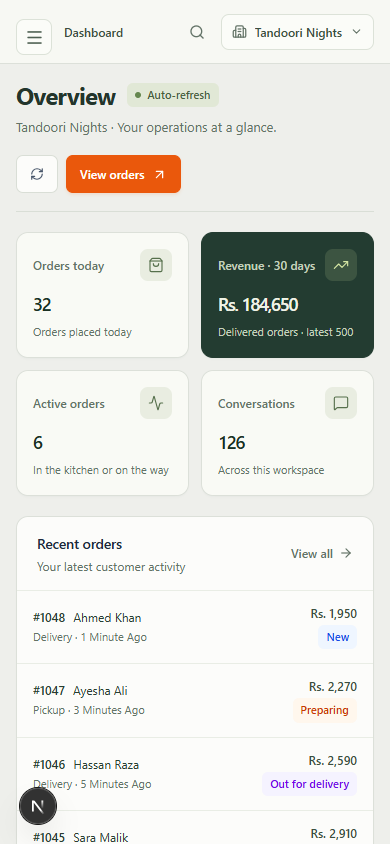 Dashboard
Tandoori Nights
Overview
Auto-refresh
Tandoori Nights · Your operations at a glance.
View orders
Orders today
32
Orders placed today
Revenue · 30 days
Rs. 184,650
Delivered orders · latest 500
Active orders
6
In the kitchen or on the way
Conversations
126
Across this workspace
Recent orders
Your latest customer activity
View all
#1048 Ahmed Khan
Rs. 1,950
Delivery · 1 Minute Ago
New
#1047 Ayesha Ali
Rs. 2,270
Pickup · 3 Minutes Ago
Preparing
#1046 Hassan Raza
Rs. 2,590
Delivery · 5 Minutes Ago
Out for delivery
N
#1045 Sara Malik
Rs. 2,910